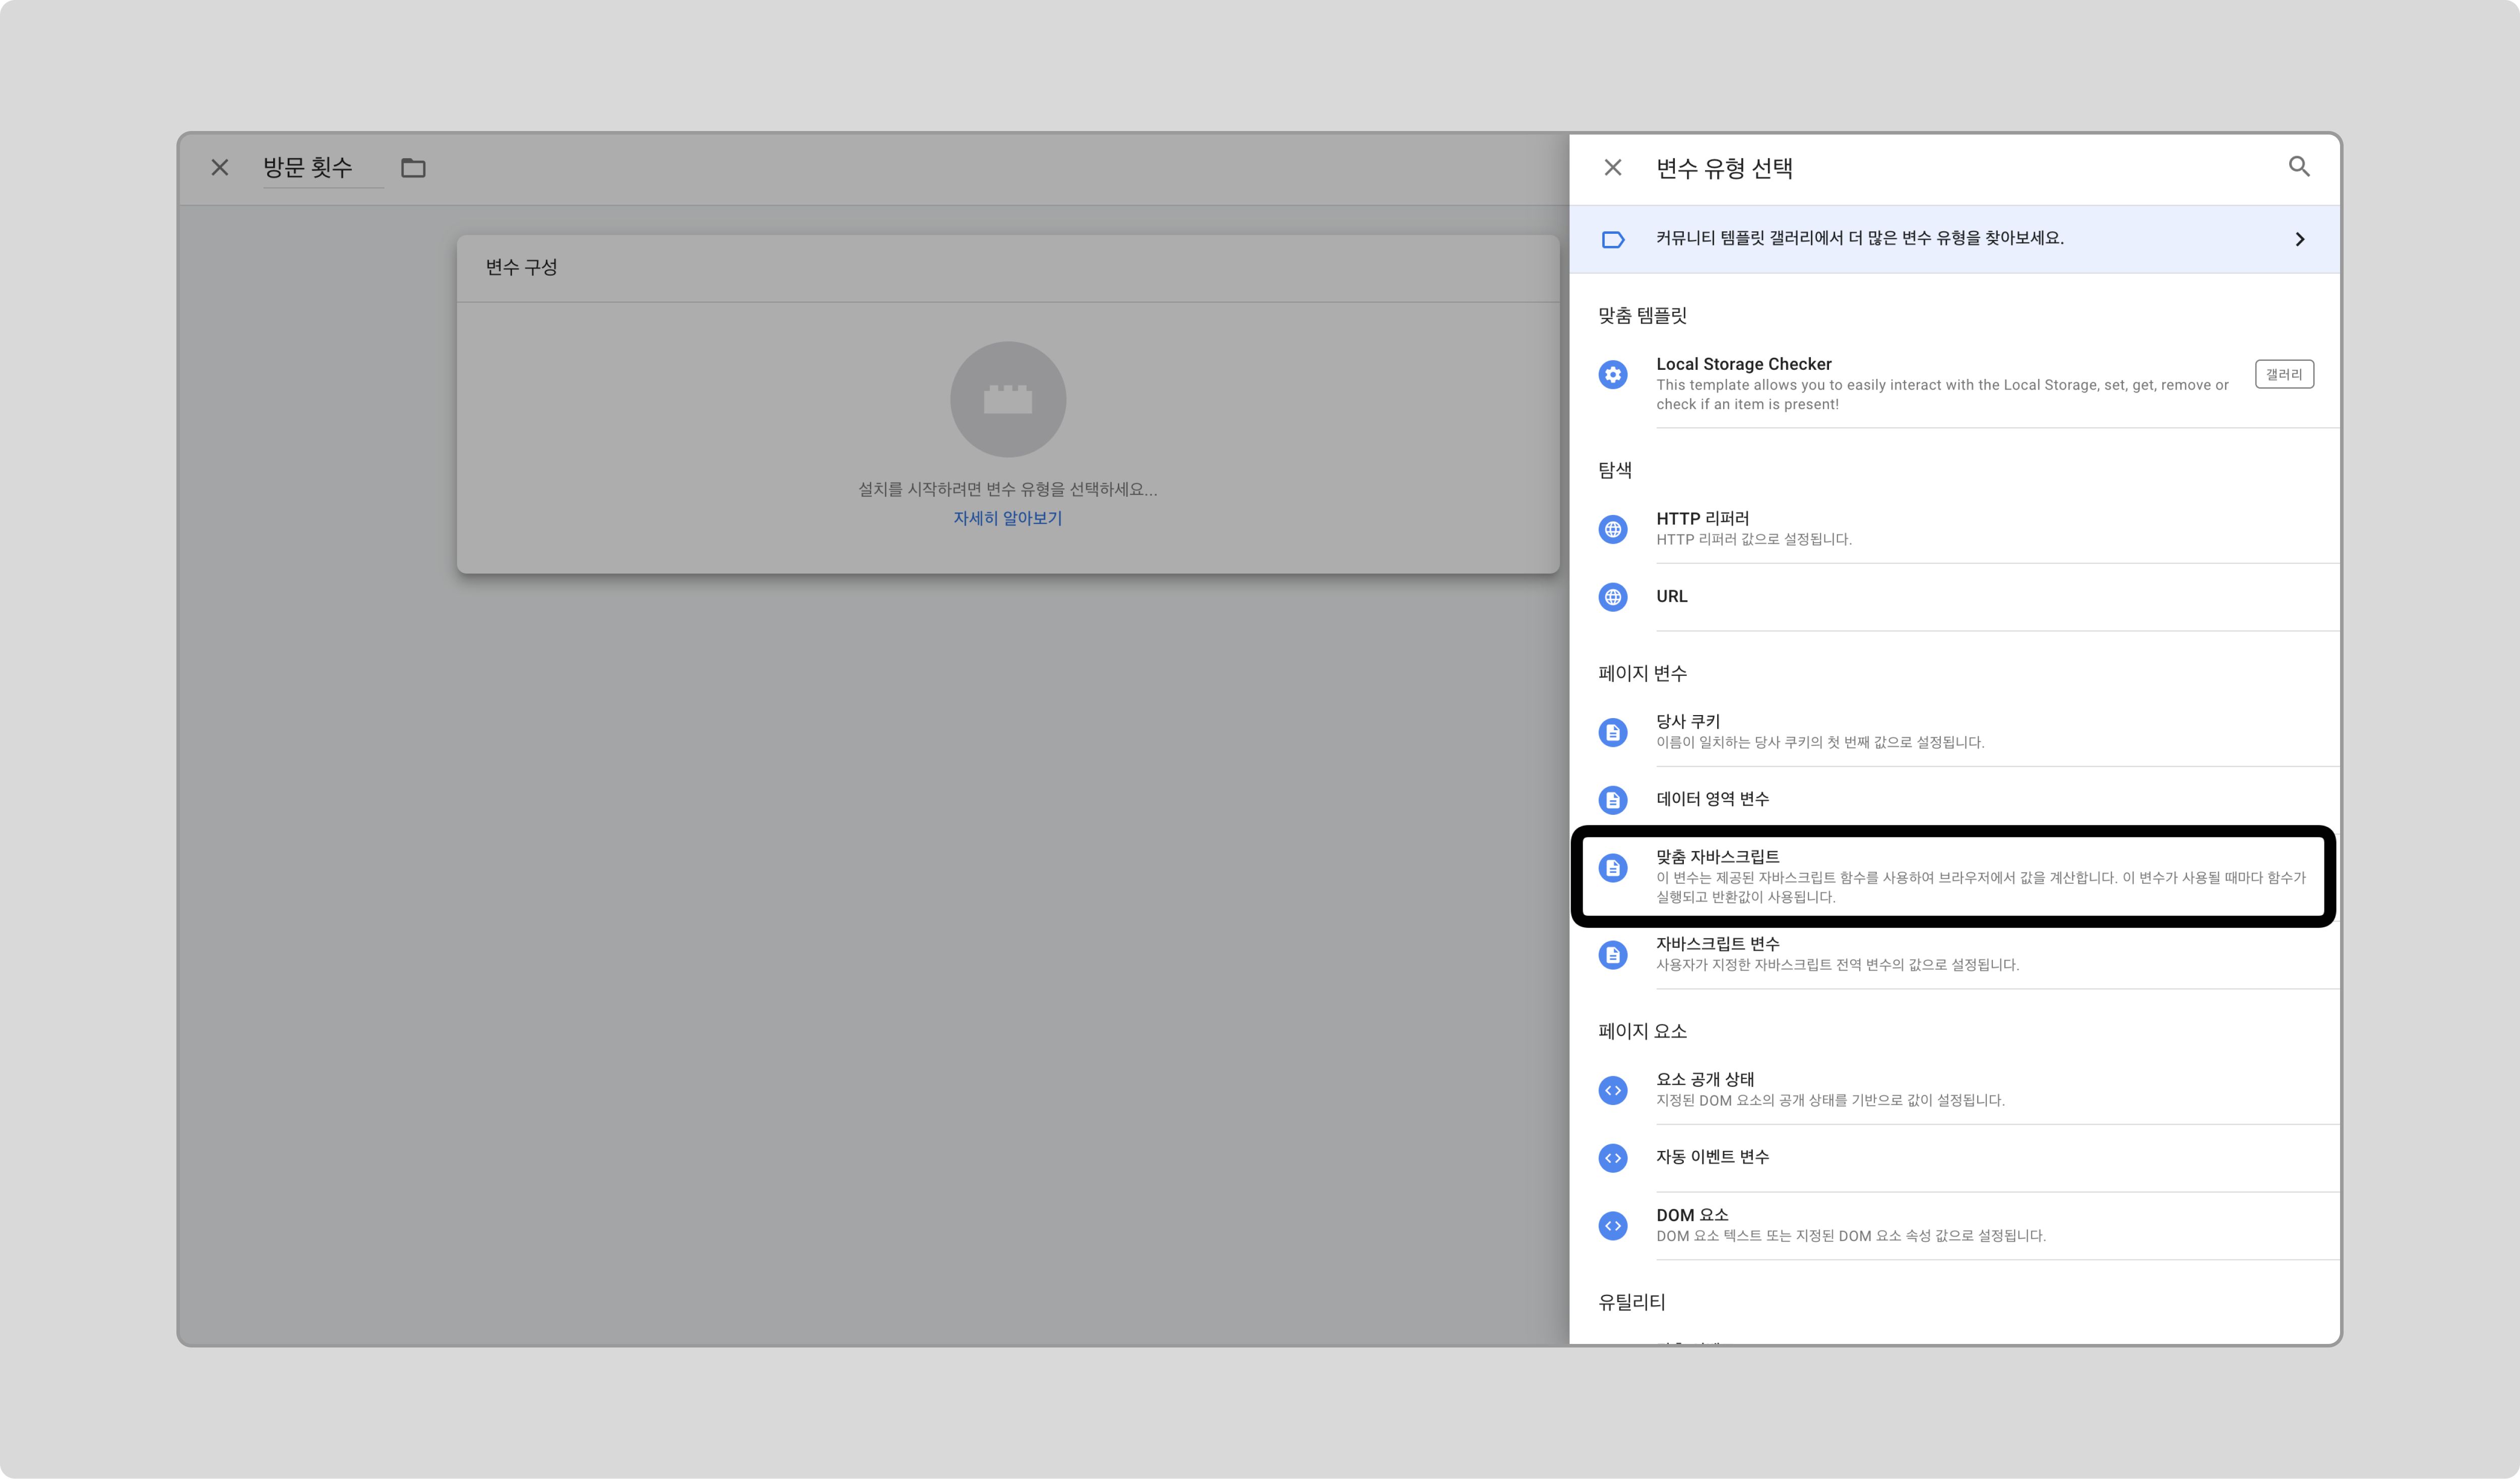 방문 횟수
변수 구성
설치를 시작하려면 변수 유형을 선택하세요...
자세히 알아보기
변수 유형 선택
커뮤니티 템플릿 갤러리에서 더 많은 변수 유형을 찾아보세요.
맞춤 템플릿
Local Storage Checker
This template allows you to easily interact with the Local Storage, set, get, remove or
check if an item is present!
갤러리
탐색
HTTP 리퍼러
HTTP 리퍼러 값으로 설정됩니다.
URL
페이지 변수
당사 쿠키
이름이 일치하는 당사 쿠키의 첫 번째 값으로 설정됩니다.
데이터 영역 변수
맞춤 자바스크립트
이 변수는 제공된 자바스크립트 함수를 사용하여 브라우저에서 값을 계산합니다. 이 변수가 사용될 때마다 함수가
실행되고 반환값이 사용됩니다.
자바스크립트 변수
사용자가 지정한 자바스크립트 전역 변수의 값으로 설정됩니다.
페이지 요소
요소 공개 상태
지정된 DOM 요소의 공개 상태를 기반으로 값이 설정됩니다.
자동 이벤트 변수
DOM 요소
DOM 요소 텍스트 또는 지정된 DOM 요소 속성 값으로 설정됩니다.
유틸리티